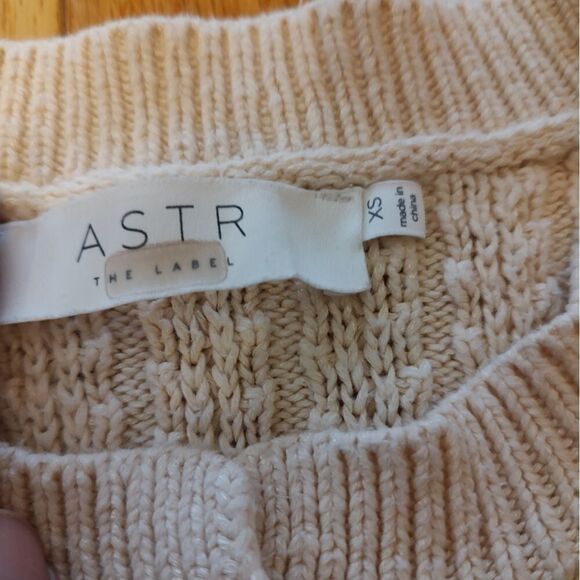 ASTR
THE LABEL
XS
made in
china